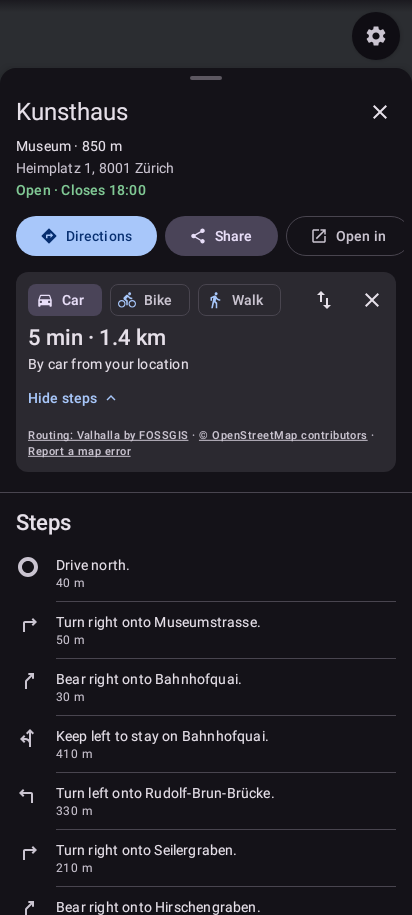 Kunsthaus
Museum · 850 m
Heimplatz 1, 8001 Zürich
Open · Closes 18:00
Directions
Share
Open in
Car
Bike
Walk
5 min · 1.4 km
By car from your location
Hide steps
Routing: Valhalla by FOSSGIS · © OpenStreetMap contributors ·
Report a map error
Steps
Drive north.
40 m
Turn right onto Museumstrasse.
50 m
Bear right onto Bahnhofquai.
30 m
Keep left to stay on Bahnhofquai.
410 m
Turn left onto Rudolf-Brun-Brücke.
330 m
Turn right onto Seilergraben.
210 m
Bear right onto Hirschengraben.